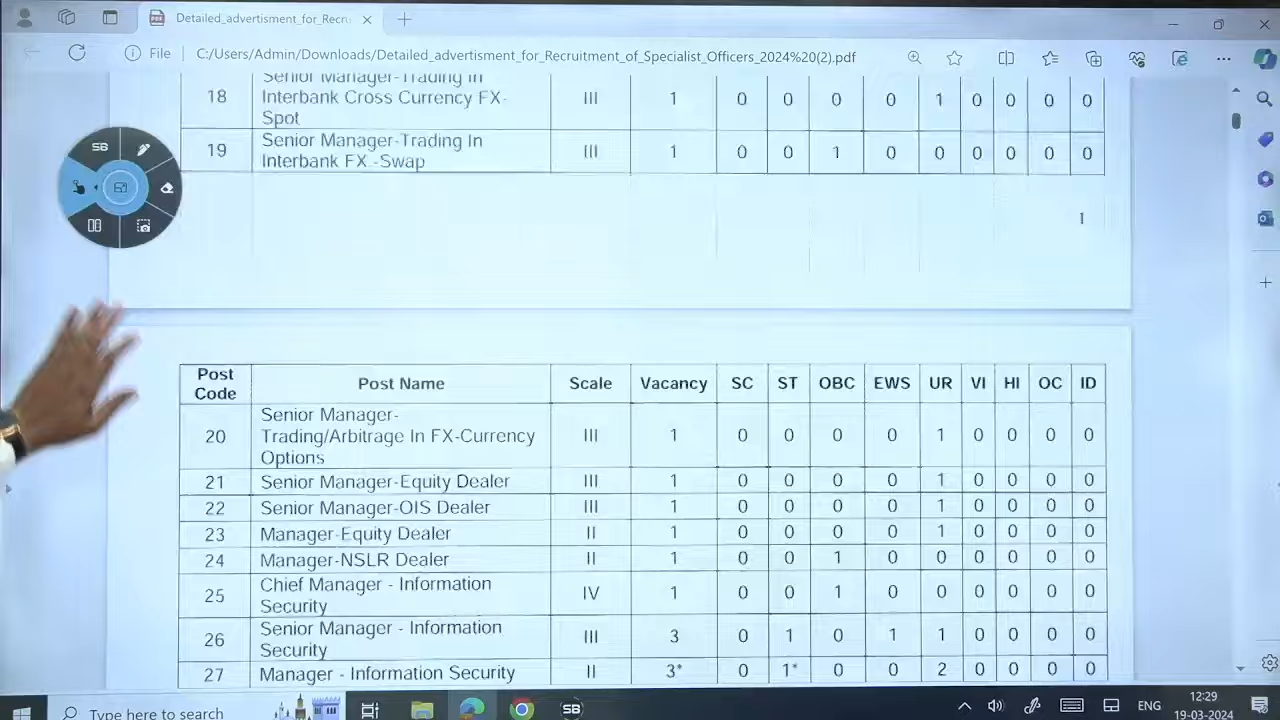 Detailed_advertisment_for_Recru
File
C:/Users/Admin/Downloads/Detailed_advertisment_for_Recruitment_of_Specialist_Officers_2024%20(2).pdf
18 Senior Manager-Trading In Interbank Cross Currency FX-Spot III 1 0 0 0 0 1 0 0 0 0
19 Senior Manager-Trading In Interbank FX -Swap III 1 0 0 1 0 0 0 0 0 0
SB
1
Post Code Post Name Scale Vacancy SC ST OBC EWS UR VI HI OC ID
20 Senior Manager-Trading/Arbitrage In FX-Currency Options III 1 0 0 0 0 1 0 0 0 0
21 Senior Manager-Equity Dealer III 1 0 0 0 0 1 0 0 0 0
22 Senior Manager-OIS Dealer III 1 0 0 0 0 1 0 0 0 0
23 Manager-Equity Dealer II 1 0 0 0 0 1 0 0 0 0
24 Manager-NSLR Dealer II 1 0 0 1 0 0 0 0 0 0
25 Chief Manager - Information Security IV 1 0 0 1 0 0 0 0 0 0
26 Senior Manager - Information Security III 3 0 1 0 1 1 0 0 0 0
27 Manager - Information Security II 3* 0 1* 0 0 2 0 0 0 0
Type here to search
SB
ENG
12:29
19-03-2024